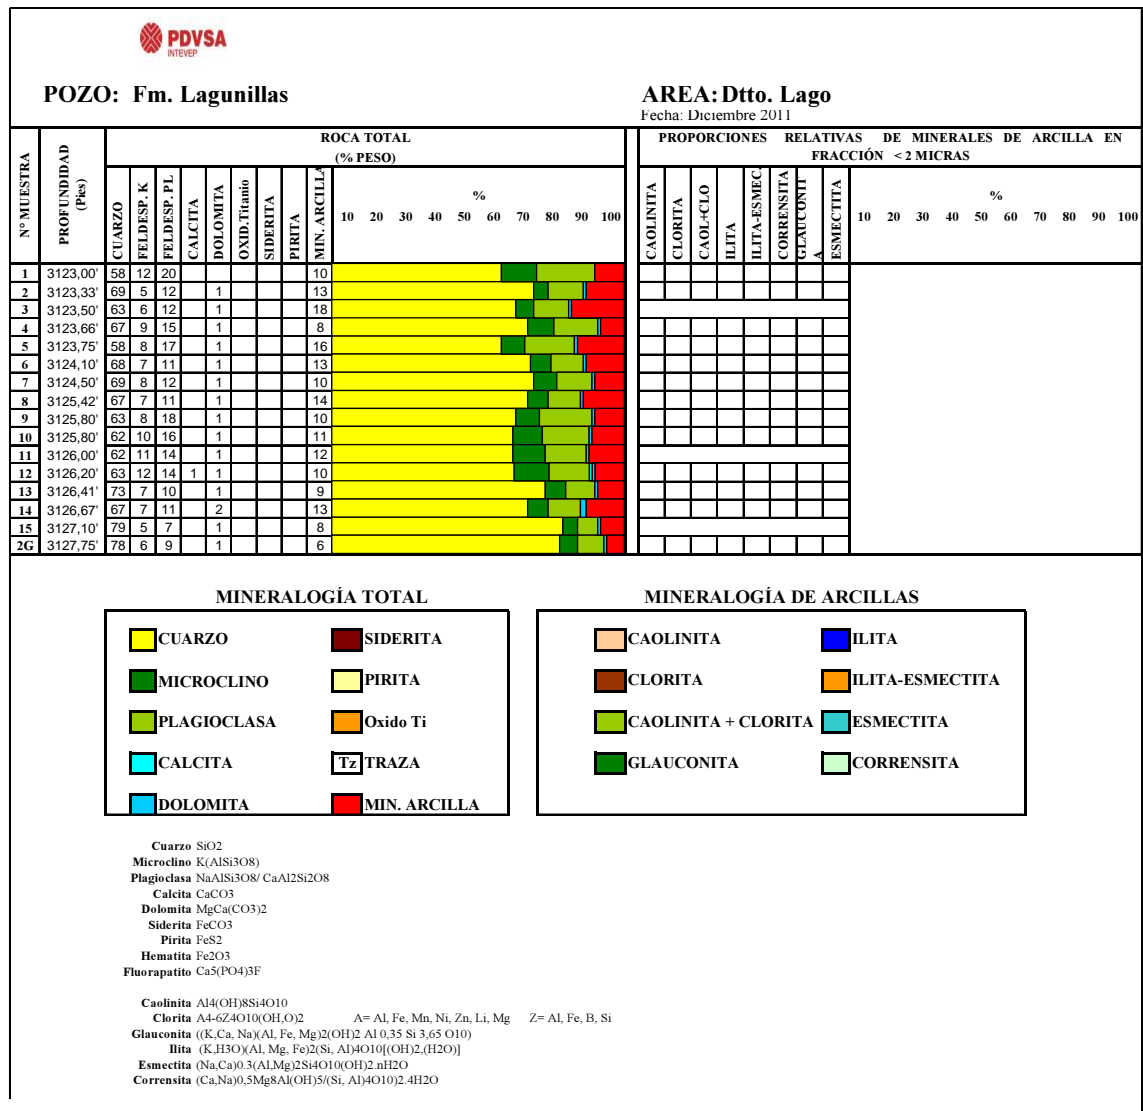 PDVSA
INTEVEP
POZO: Fm. Lagunillas
AREA: Dtto. Lago
Fecha: Diciembre 2011
N° MUESTRA
PROFUNDIDAD (Pies)
ROCA TOTAL
(% PESO)
CUARZO
FELDESP. K
FELDESP. PL
CALCITA
DOLOMITA
OXID.Titanio
SIDERITA
PIRITA
MIN. ARCILLA
%
10 20 30 40 50 60 70 80 90 100
PROPORCIONES RELATIVAS DE MINERALES DE ARCILLA EN
FRACCIÓN < 2 MICRAS
CAOLINITA
CLORITA
CAOL+CLO
ILITA
ILITA-ESMEC.
CORRENSITA
GLAUCONIT
A
ESMECTITA
%
10 20 30 40 50 60 70 80 90 100
1 3123,00' 58 12 20 10
2 3123,33' 69 5 12 1 13
3 3123,50' 63 6 12 1 18
4 3123,66' 67 9 15 1 8
5 3123,75' 58 8 17 1 16
6 3124,10' 68 7 11 1 13
7 3124,50' 69 8 12 1 10
8 3125,42' 67 7 11 1 14
9 3125,80' 63 8 18 1 10
10 3125,80' 62 10 16 1 11
11 3126,00' 62 11 14 1 12
12 3126,20' 63 12 14 1 1 10
13 3126,41' 73 7 10 1 9
14 3126,67' 67 7 11 2 13
15 3127,10' 79 5 7 1 8
2G 3127,75' 78 6 9 1 6
MINERALOGÍA TOTAL
CUARZO
SIDERITA
MICROCLINO
PIRITA
PLAGIOCLASA
Oxido Ti
CALCITA
Tz TRAZA
DOLOMITA
MIN. ARCILLA
MINERALOGÍA DE ARCILLAS
CAOLINITA
ILITA
CLORITA
ILITA-ESMECTITA
CAOLINITA + CLORITA
ESMECTITA
GLAUCONITA
CORRENSITA
Cuarzo SiO2
Microclino K(AlSi3O8)
Plagioclasa NaAlSi3O8/ CaAl2Si2O8
Calcita CaCO3
Dolomita MgCa(CO3)2
Siderita FeCO3
Pirita FeS2
Hematita Fe2O3
Fluorapatito Ca5(PO4)3F
Caolinita Al4(OH)8Si4O10
Clorita A4-6Z4O10(OH,O)2 A= Al, Fe, Mn, Ni, Zn, Li, Mg Z= Al, Fe, B, Si
Glauconita ((K,Ca, Na)(Al, Fe, Mg)2(OH)2 Al 0,35 Si 3,65 O10)
Ilita (K,H3O)(Al, Mg, Fe)2(Si, Al)4O10[(OH)2,(H2O)]
Esmectita (Na,Ca)0.3(Al,Mg)2Si4O10(OH)2.nH2O
Corrensita (Ca,Na)0,5Mg8Al(OH)5/(Si, Al)4O10)2.4H2O